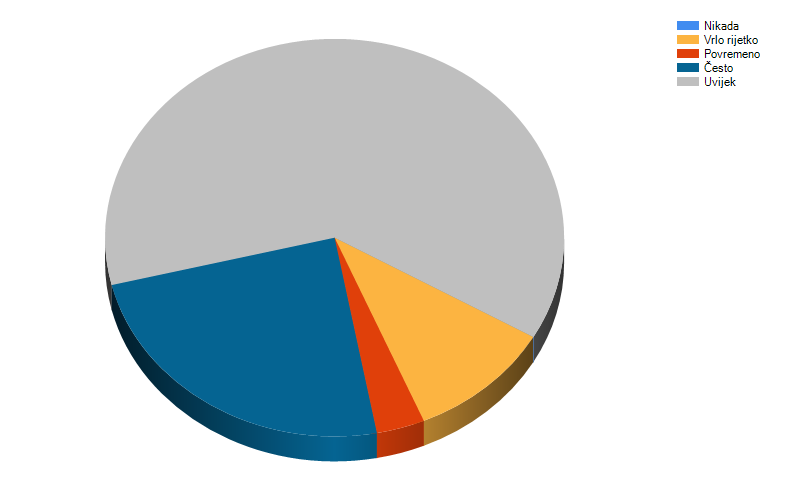 Nikada
Vrlo rijetko
Povremeno
Često
Uvijek